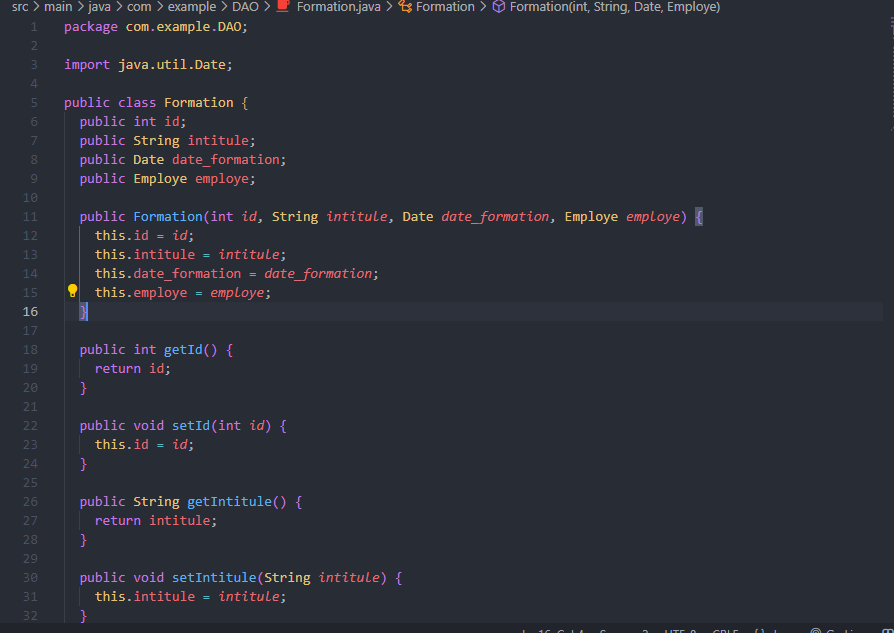 src > main > java > com > example > DAO > Formation.java > Formation > Formation(int, String, Date, Employe)
1 package com.example.DAO;
2
3 import java.util.Date;
4
5 public class Formation {
6 public int id;
7 public String intitule;
8 public Date date_formation;
9 public Employe employe;
10
11 public Formation(int id, String intitule, Date date_formation, Employe employe) {
12 this.id = id;
13 this.intitule = intitule;
14 this.date_formation = date_formation;
15 this.employe = employe;
16 }
17
18 public int getId() {
19 return id;
20 }
21
22 public void setId(int id) {
23 this.id = id;
24 }
25
26 public String getIntitule() {
27 return intitule;
28 }
29
30 public void setIntitule(String intitule) {
31 this.intitule = intitule;
32 }